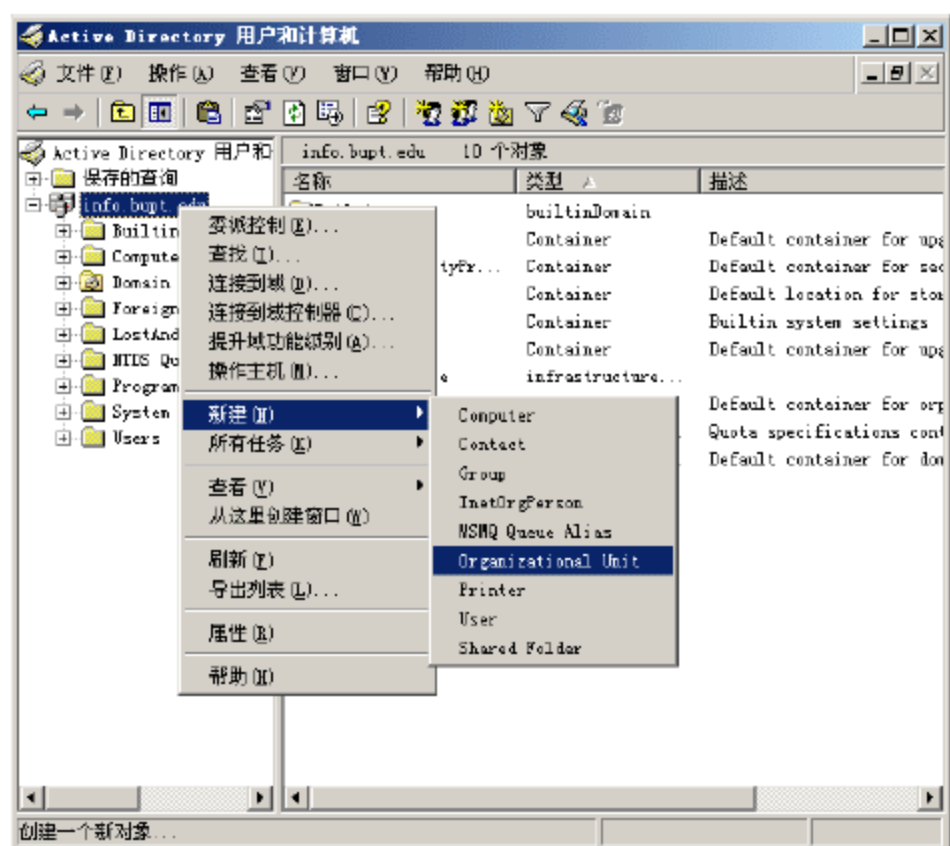 Active Directory 用户和计算机
文件(F) 操作(A) 查看(V) 窗口(W) 帮助(H)
Active Directory 用户和
保存的查询
info.bupt.edu
Builtin
Compute
Domain
Foreign
LostAnd
NTDS Qu
Program
System
Users
info.bupt.edu 10 个对象
名称 类型 描述
builtinDomain
Container Default container for upg
tyPr... Container Default container for sec
Container Default location for stor
Container Builtin system settings
Container Default container for upg
e infrastructure...
Default container for orp
Quota specifications cont
Default container for dom
委派控制(E)...
查找(I)...
连接到域(D)...
连接到域控制器(C)...
提升域功能级别(A)...
操作主机(M)...
新建(N)
所有任务(K)
查看(V)
从这里创建窗口(W)
刷新(F)
导出列表(L)...
属性(R)
帮助(H)
Computer
Contact
Group
InetOrgPerson
MSMQ Queue Alias
Organizational Unit
Printer
User
Shared Folder
创建一个新对象...